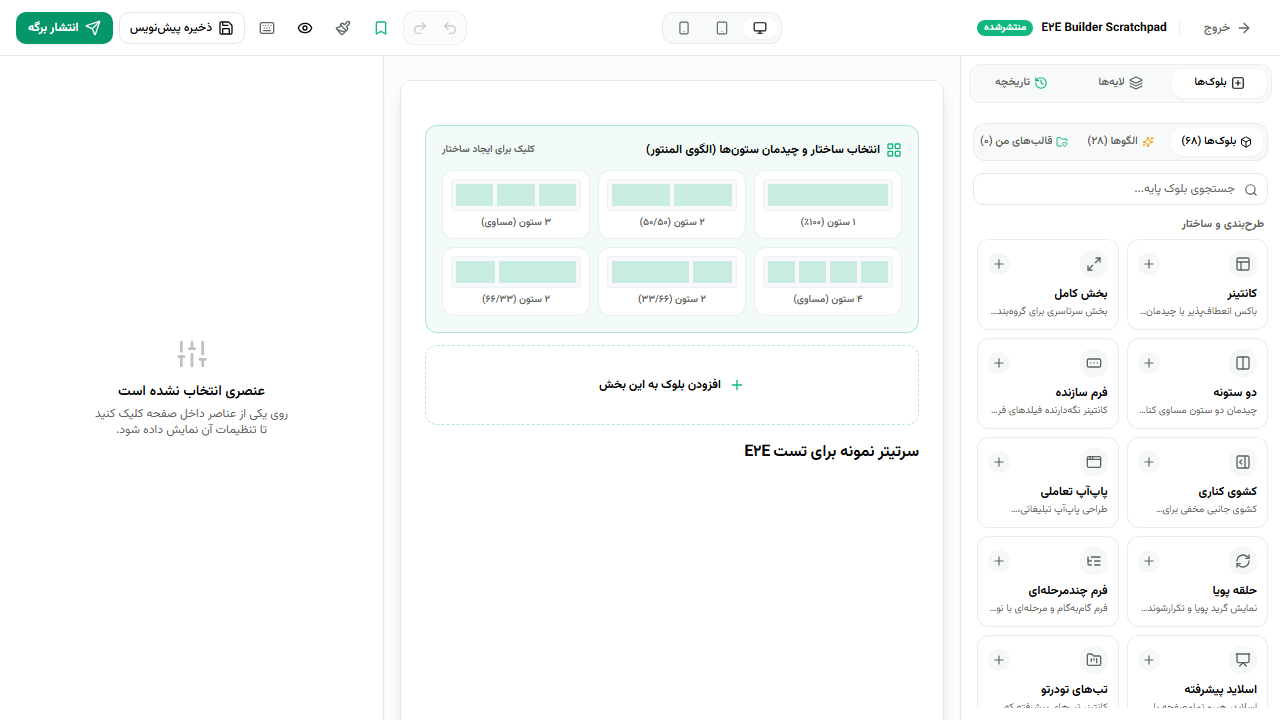 خروج
E2E Builder Scratchpad
منتشرشده
ذخیره پیش‌نویس
انتشار برگه
بلوک‌ها
لایه‌ها
تاریخچه
بلوک‌ها (۶۸)
الگوها (۲۸)
قالب‌های من (۰)
جستجوی بلوک پایه...
طرح‌بندی و ساختار
کانتینر
باکس انعطاف‌پذیر با چیدمان...
بخش کامل
بخش سرتاسری برای گروه‌بند...
دو ستونه
چیدمان دو ستون مساوی کنا...
فرم سازنده
کانتینر نگه‌دارنده فیلدهای فر...
کشوی کناری
کشوی جانبی مخفی برای...
پاپ‌آپ تعاملی
طراحی پاپ‌آپ تبلیغاتی،...
حلقه پویا
نمایش گرید پویا و تکرارشوند...
فرم چندمرحله‌ای
فرم گام‌به‌گام و مرحله‌ای با نو...
اسلاید پیشرفته
تب‌های تودرتو
انتخاب ساختار و چیدمان ستون‌ها (الگوی المنتور)
کلیک برای ایجاد ساختار
۱ ستون (۱۰۰٪)
۲ ستون (۵۰/۵۰)
۳ ستون (مساوی)
۴ ستون (مساوی)
۲ ستون (۳۳/۶۶)
۲ ستون (۶۶/۳۳)
افزودن بلوک به این بخش
سرتیتر نمونه برای تست E2E
عنصری انتخاب نشده است
روی یکی از عناصر داخل صفحه کلیک کنید
تا تنظیمات آن نمایش داده شود.